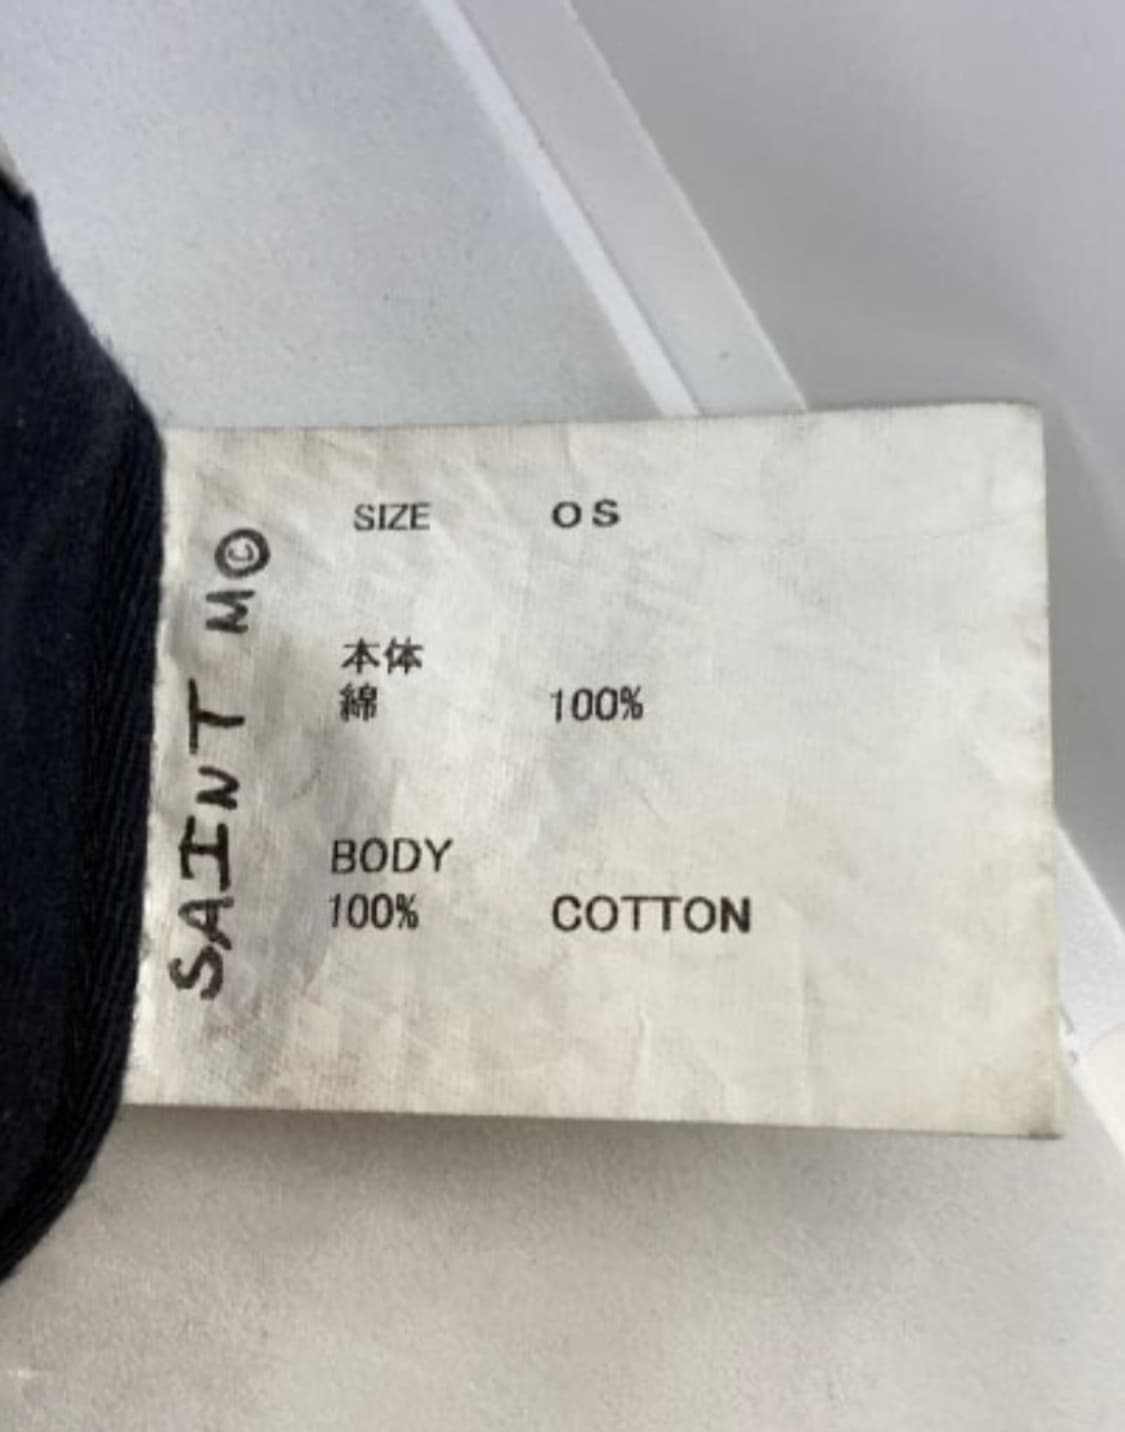 SAINT M©
SIZE OS
本体
綿 100%
BODY
100% COTTON